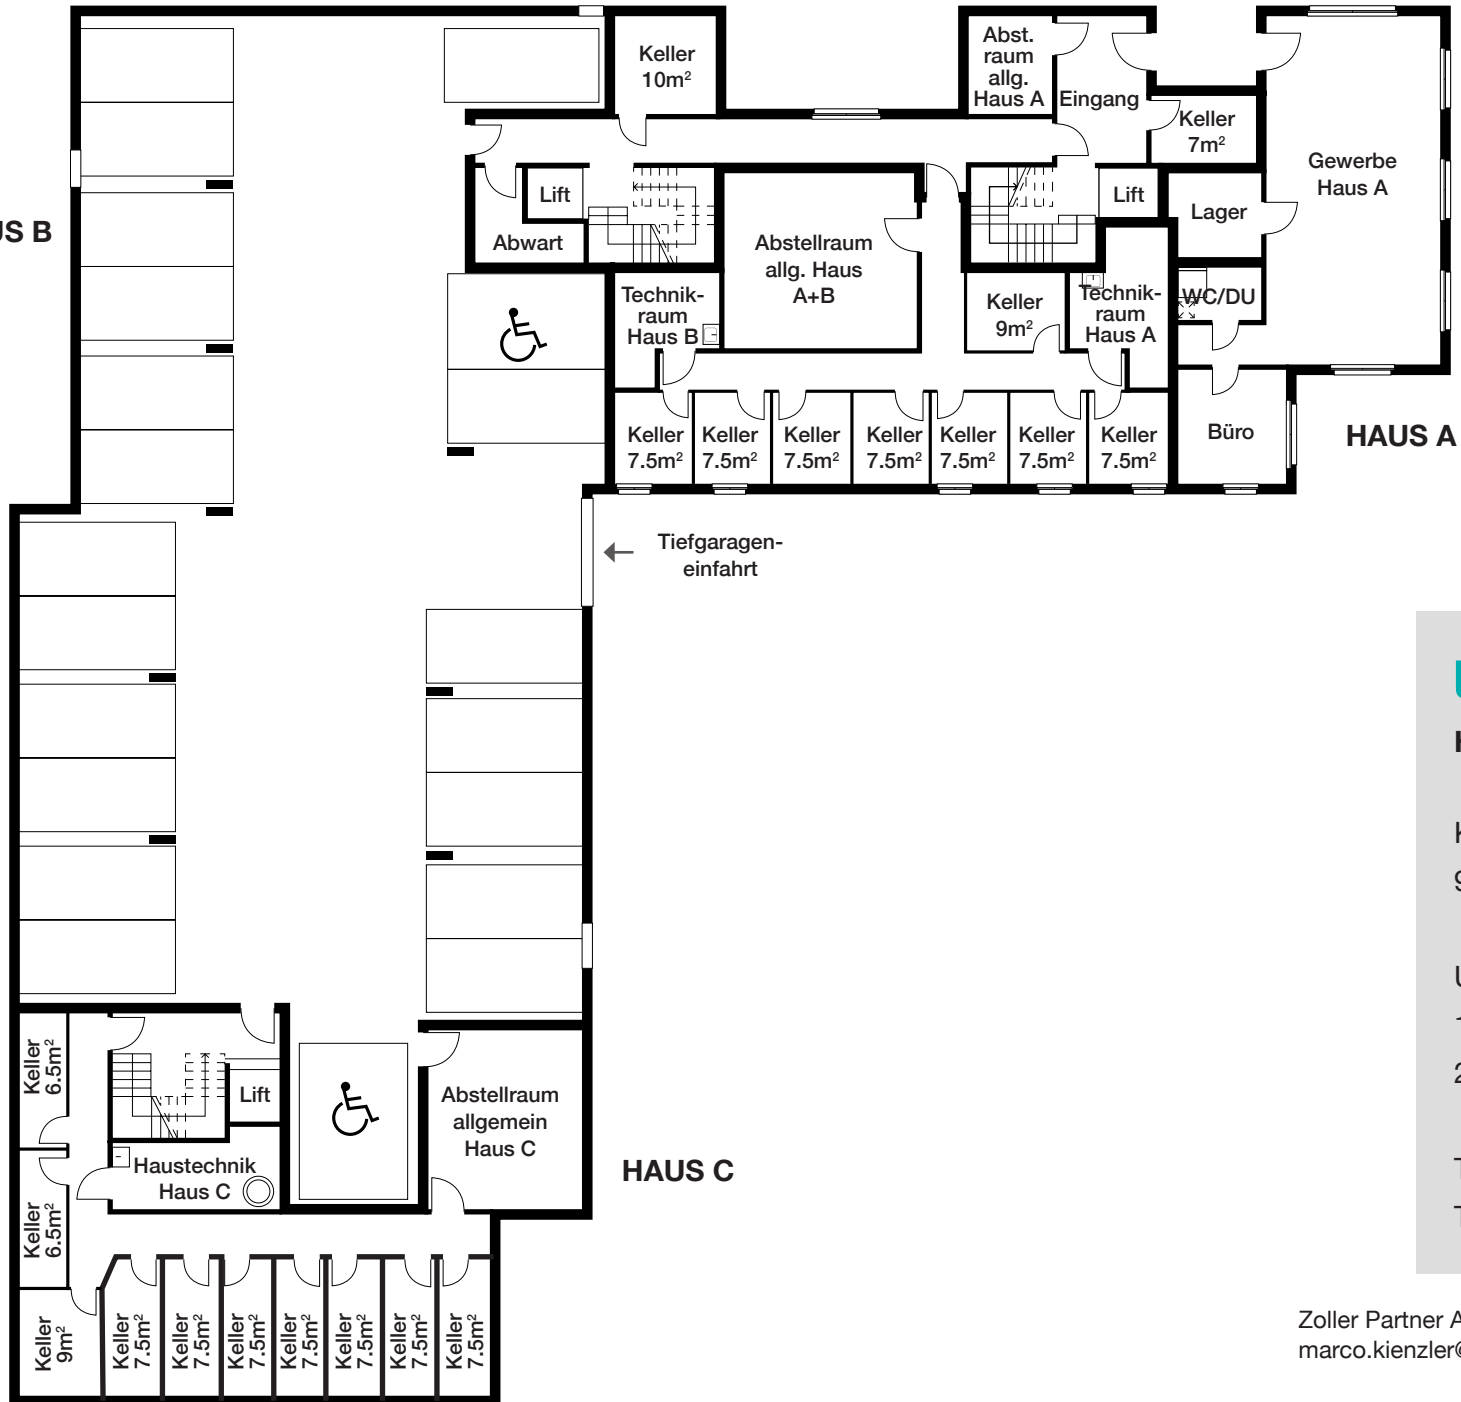 Abst.
raum
allg.
Haus A
Eingang
Keller
10m²
Keller
7m²
Gewerbe
Haus A
Lift
Abwart
Lift
Lager
Abstellraum
allg. Haus
A+B
Technik-
raum
Haus B
Keller
9m²
Technik-
raum
Haus A
WC/DU
Keller
7.5m²
Keller
7.5m²
Keller
7.5m²
Keller
7.5m²
Keller
7.5m²
Keller
7.5m²
Keller
7.5m²
Büro
HAUS A
Tiefgaragen-
einfahrt
Keller
6.5m²
Lift
Abstellraum
allgemein
Haus C
Haustechnik
Haus C
Keller
6.5m²
HAUS C
Keller
9m²
Keller
7.5m²
Keller
7.5m²
Keller
7.5m²
Keller
7.5m²
Keller
7.5m²
Keller
7.5m²
Keller
7.5m²
Zoller Partner
marco.kienzler